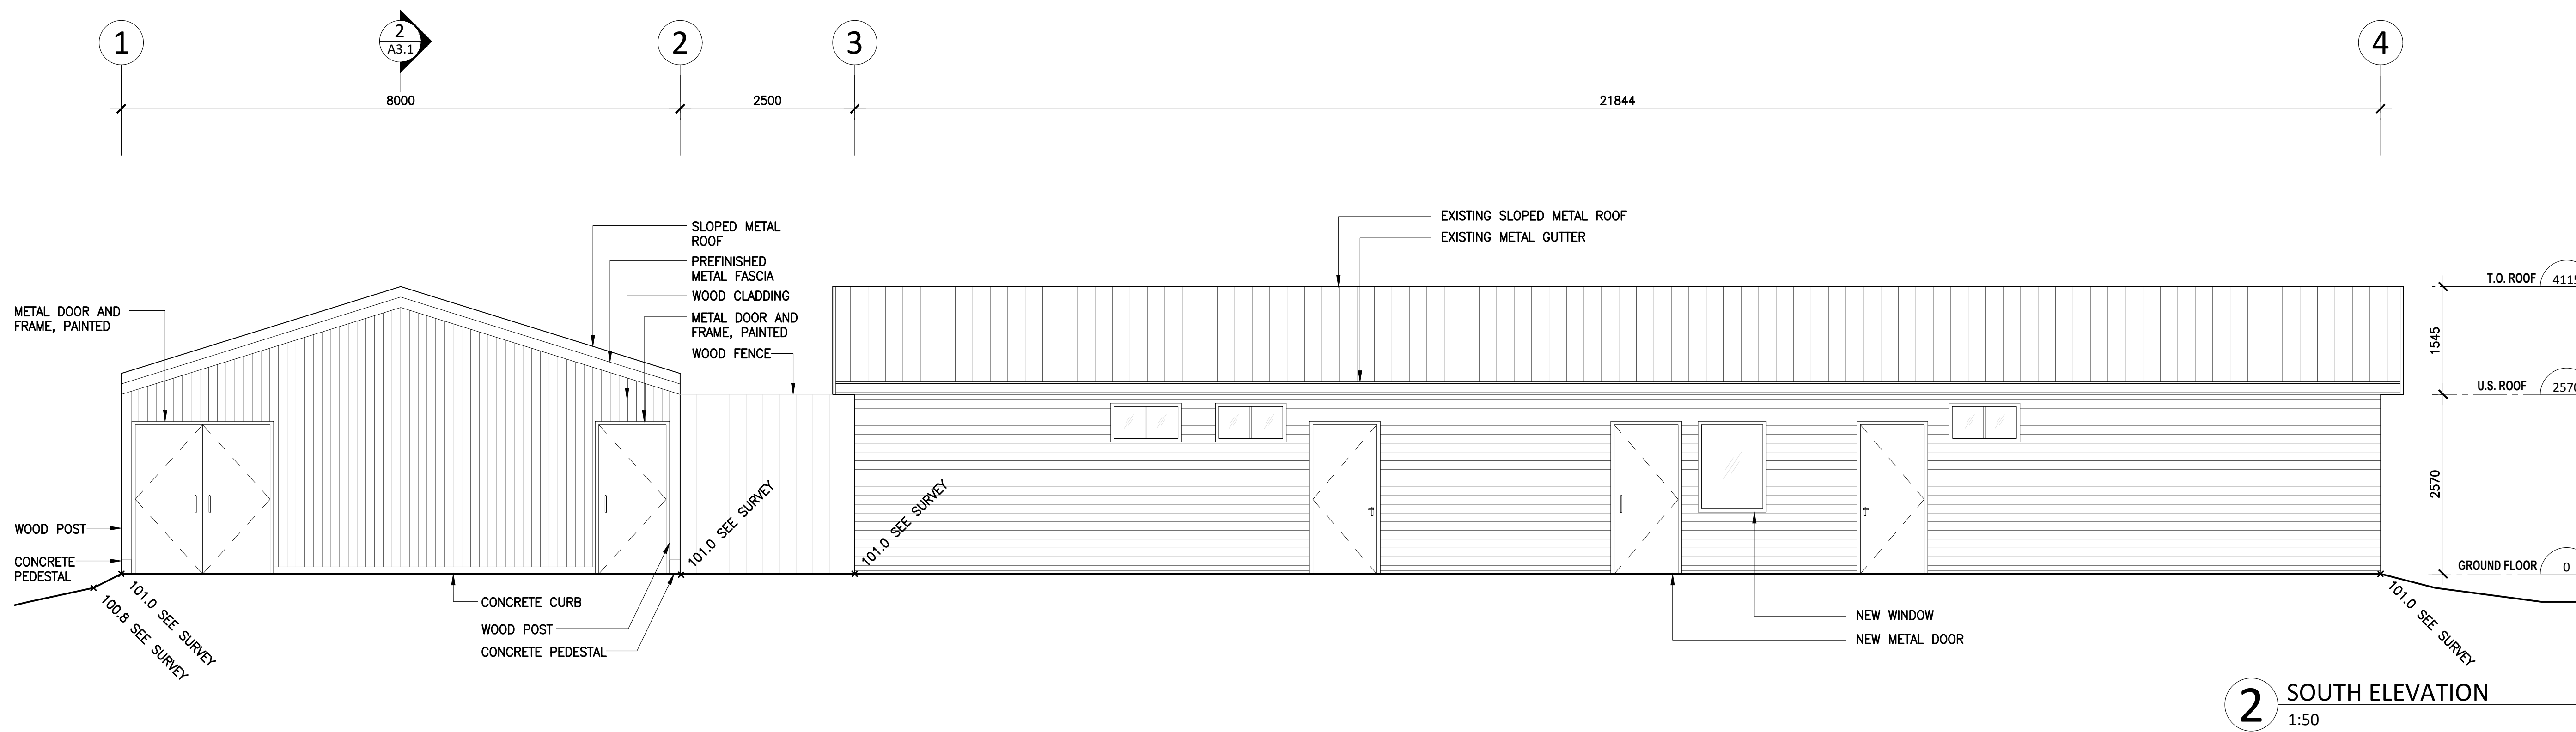 1
2
A3.1
2
3
4
8000
2500
21844
SLOPED METAL
ROOF
PREFINISHED
METAL FASCIA
WOOD CLADDING
METAL DOOR AND
FRAME, PAINTED
WOOD FENCE
METAL DOOR AND
FRAME, PAINTED
EXISTING SLOPED METAL ROOF
EXISTING METAL GUTTER
T.O. ROOF
4115
1545
U.S. ROOF
2570
2570
GROUND FLOOR
0
WOOD POST
CONCRETE
PEDESTAL
101.0 SEE SURVEY
100.8 SEE SURVEY
101.0 SEE SURVEY
101.0 SEE SURVEY
101.0 SEE SURVEY
CONCRETE CURB
WOOD POST
CONCRETE PEDESTAL
NEW WINDOW
NEW METAL DOOR
2
SOUTH ELEVATION
1:50